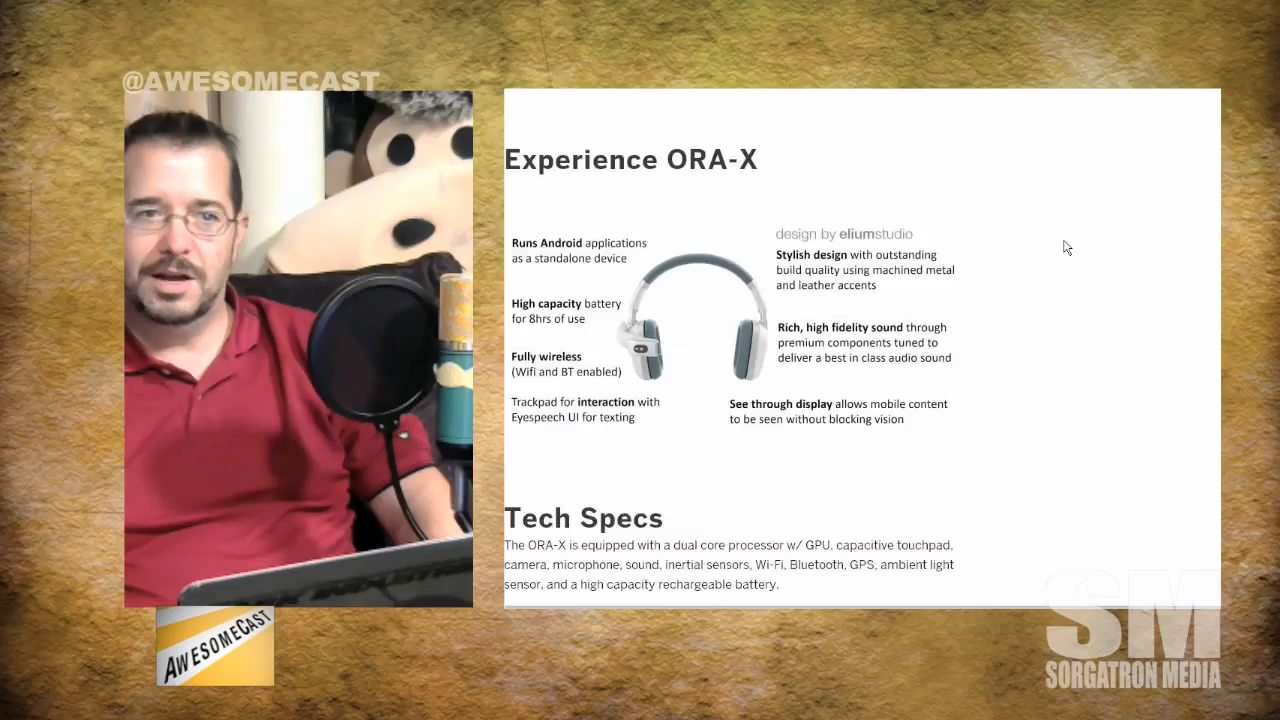 @AWESOMECAST
Experience ORA-X
design by eliumstudio
Runs Android applications
as a standalone device
Stylish design with outstanding
build quality using machined metal
and leather accents
High capacity battery
for 8hrs of use
Rich, high fidelity sound through
premium components tuned to
deliver a best in class audio sound
Fully wireless
(Wifi and BT enabled)
Trackpad for interaction with
Eyespeech UI for texting
See through display allows mobile content
to be seen without blocking vision
Tech Specs
The ORA-X is equipped with a dual core processor w/ GPU, capacitive touchpad,
camera, microphone, sound, inertial sensors, Wi-Fi, Bluetooth, GPS, ambient light
sensor, and a high capacity rechargeable battery.
AWESOMECAST
SM
SORGATRON MEDIA